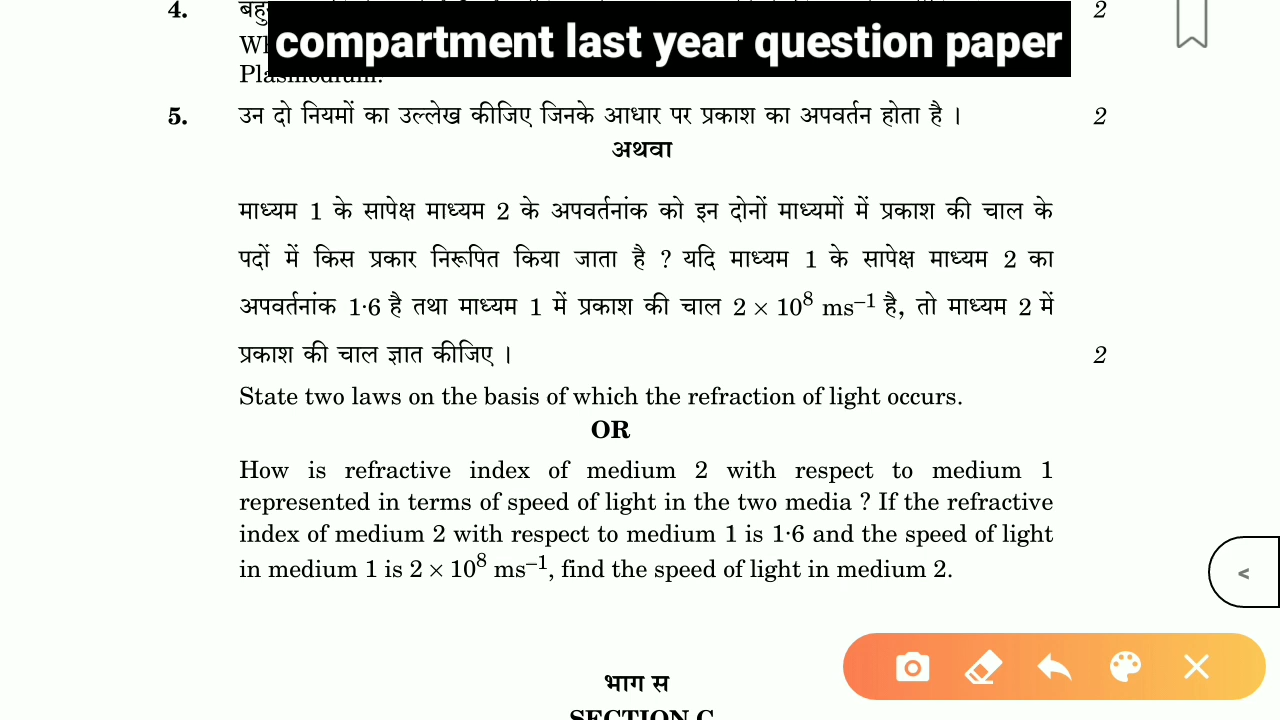 4.
2
compartment last year question paper
5. उन दो नियमों का उल्लेख कीजिए जिनके आधार पर प्रकाश का अपवर्तन होता है । 2
अथवा
माध्यम 1 के सापेक्ष माध्यम 2 के अपवर्तनांक को इन दोनों माध्यमों में प्रकाश की चाल के
पदों में किस प्रकार निरूपित किया जाता है ? यदि माध्यम 1 के सापेक्ष माध्यम 2 का
अपवर्तनांक 1·6 है तथा माध्यम 1 में प्रकाश की चाल 2 × 10⁸ ms⁻¹ है, तो माध्यम 2 में
प्रकाश की चाल ज्ञात कीजिए । 2
State two laws on the basis of which the refraction of light occurs.
OR
How is refractive index of medium 2 with respect to medium 1
represented in terms of speed of light in the two media ? If the refractive
index of medium 2 with respect to medium 1 is 1·6 and the speed of light
in medium 1 is 2 × 10⁸ ms⁻¹, find the speed of light in medium 2.
भाग स
SECTION C